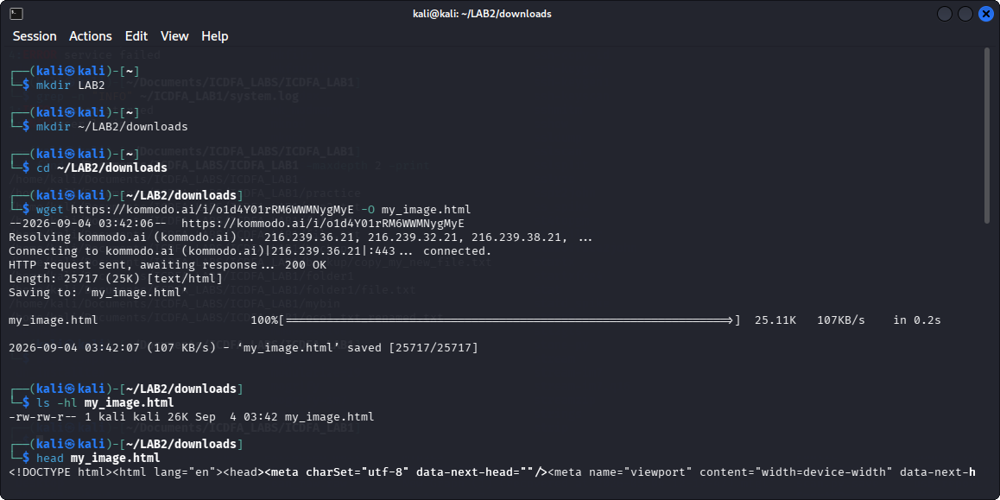 kali@kali: ~/LAB2/downloads
Session Actions Edit View Help
service failed
┌──(kali㉿kali)-[~]
└─$ mkdir LAB2
┌──(kali㉿kali)-[~]
└─$ mkdir ~/LAB2/downloads
┌──(kali㉿kali)-[~]
└─$ cd ~/LAB2/downloads
┌──(kali㉿kali)-[~/LAB2/downloads]
└─$ wget https://kommodo.ai/i/o1d4Y01rRM6WWMNygMyE -O my_image.html
--2026-09-04 03:42:06-- https://kommodo.ai/i/o1d4Y01rRM6WWMNygMyE
Resolving kommodo.ai (kommodo.ai)... 216.239.36.21, 216.239.32.21, 216.239.38.21, ...
Connecting to kommodo.ai (kommodo.ai)|216.239.36.21|:443... connected.
HTTP request sent, awaiting response... 200 OK
Length: 25717 (25K) [text/html]
Saving to: ‘my_image.html’
my_image.html 100%[===================>] 25.11K 107KB/s in 0.2s
2026-09-04 03:42:07 (107 KB/s) - ‘my_image.html’ saved [25717/25717]
┌──(kali㉿kali)-[~/LAB2/downloads]
└─$ ls -hl my_image.html
-rw-rw-r-- 1 kali kali 26K Sep 4 03:42 my_image.html
┌──(kali㉿kali)-[~/LAB2/downloads]
└─$ head my_image.html
<!DOCTYPE html><html lang="en"><head><meta charSet="utf-8" data-next-head=""/><meta name="viewport" content="width=device-width" data-next-h